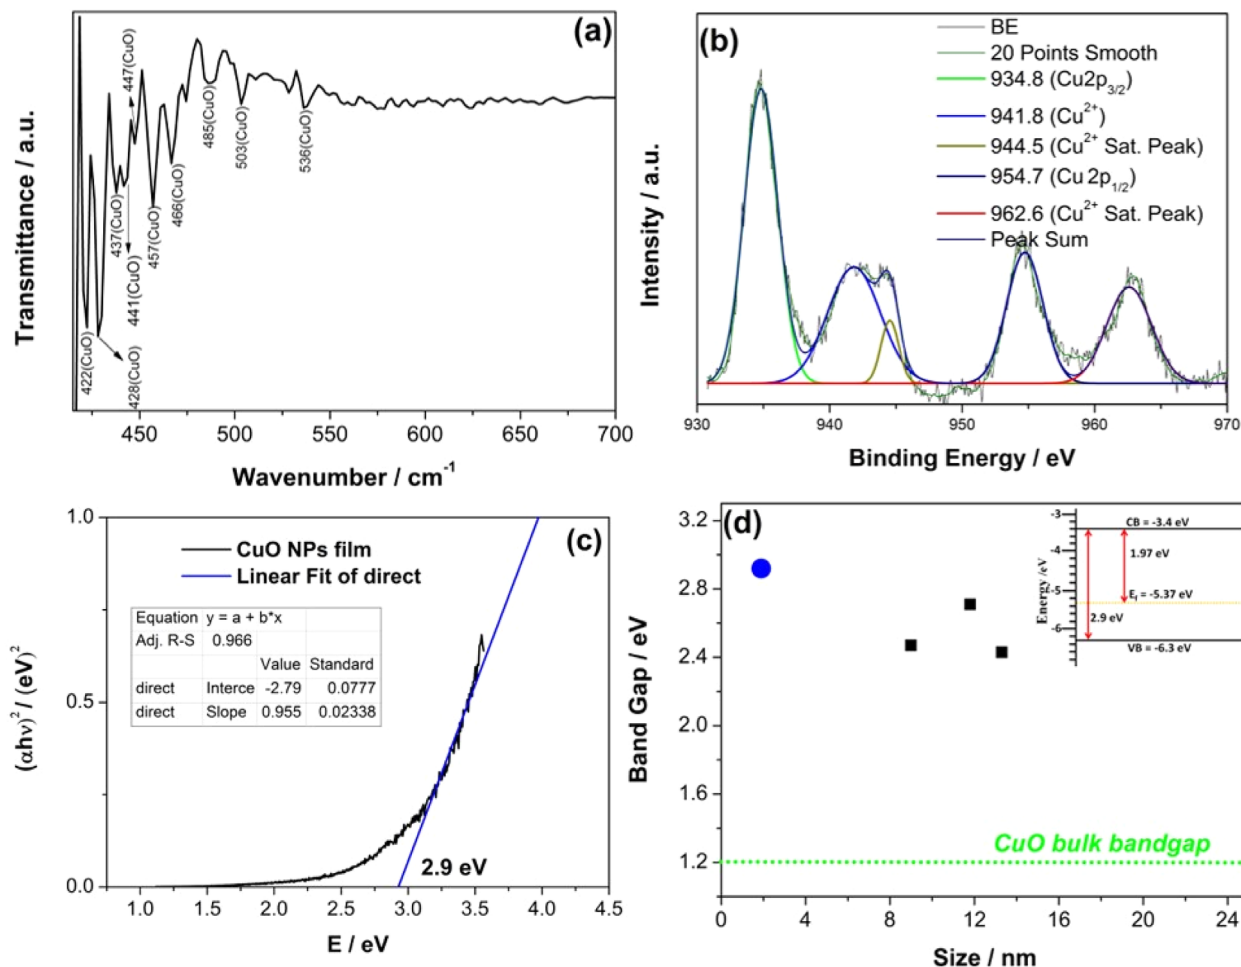 (a)
Transmittance / a.u.
447(CuO)
485(CuO)
503(CuO)
536(CuO)
466(CuO)
457(CuO)
437(CuO)
441(CuO)
422(CuO)
428(CuO)
450 500 550 600 650 700
Wavenumber / cm⁻¹
(b)
BE
20 Points Smooth
934.8 (Cu2p₃/₂)
941.8 (Cu²⁺)
944.5 (Cu²⁺ Sat. Peak)
954.7 (Cu 2p₁/₂)
962.6 (Cu²⁺ Sat. Peak)
Peak Sum
Intensity / a.u.
930 940 950 960 970
Binding Energy / eV
(c)
CuO NPs film
Linear Fit of direct
Equation y = a + b*x
Adj. R-S 0.966
Value Standard
direct Interce -2.79 0.0777
direct Slope 0.955 0.02338
2.9 eV
(αhν)² / (eV)²
1.0
0.5
0.0
1.0 1.5 2.0 2.5 3.0 3.5 4.0 4.5
E / eV
(d)
Band Gap / eV
3.2
2.8
2.4
2.0
1.6
1.2
CuO bulk bandgap
0 4 8 12 16 20 24
Size / nm
Energy /eV
-3
-4
-5
-6
CB = -3.4 eV
1.97 eV
Ef = -5.37 eV
2.9 eV
VB = -6.3 eV